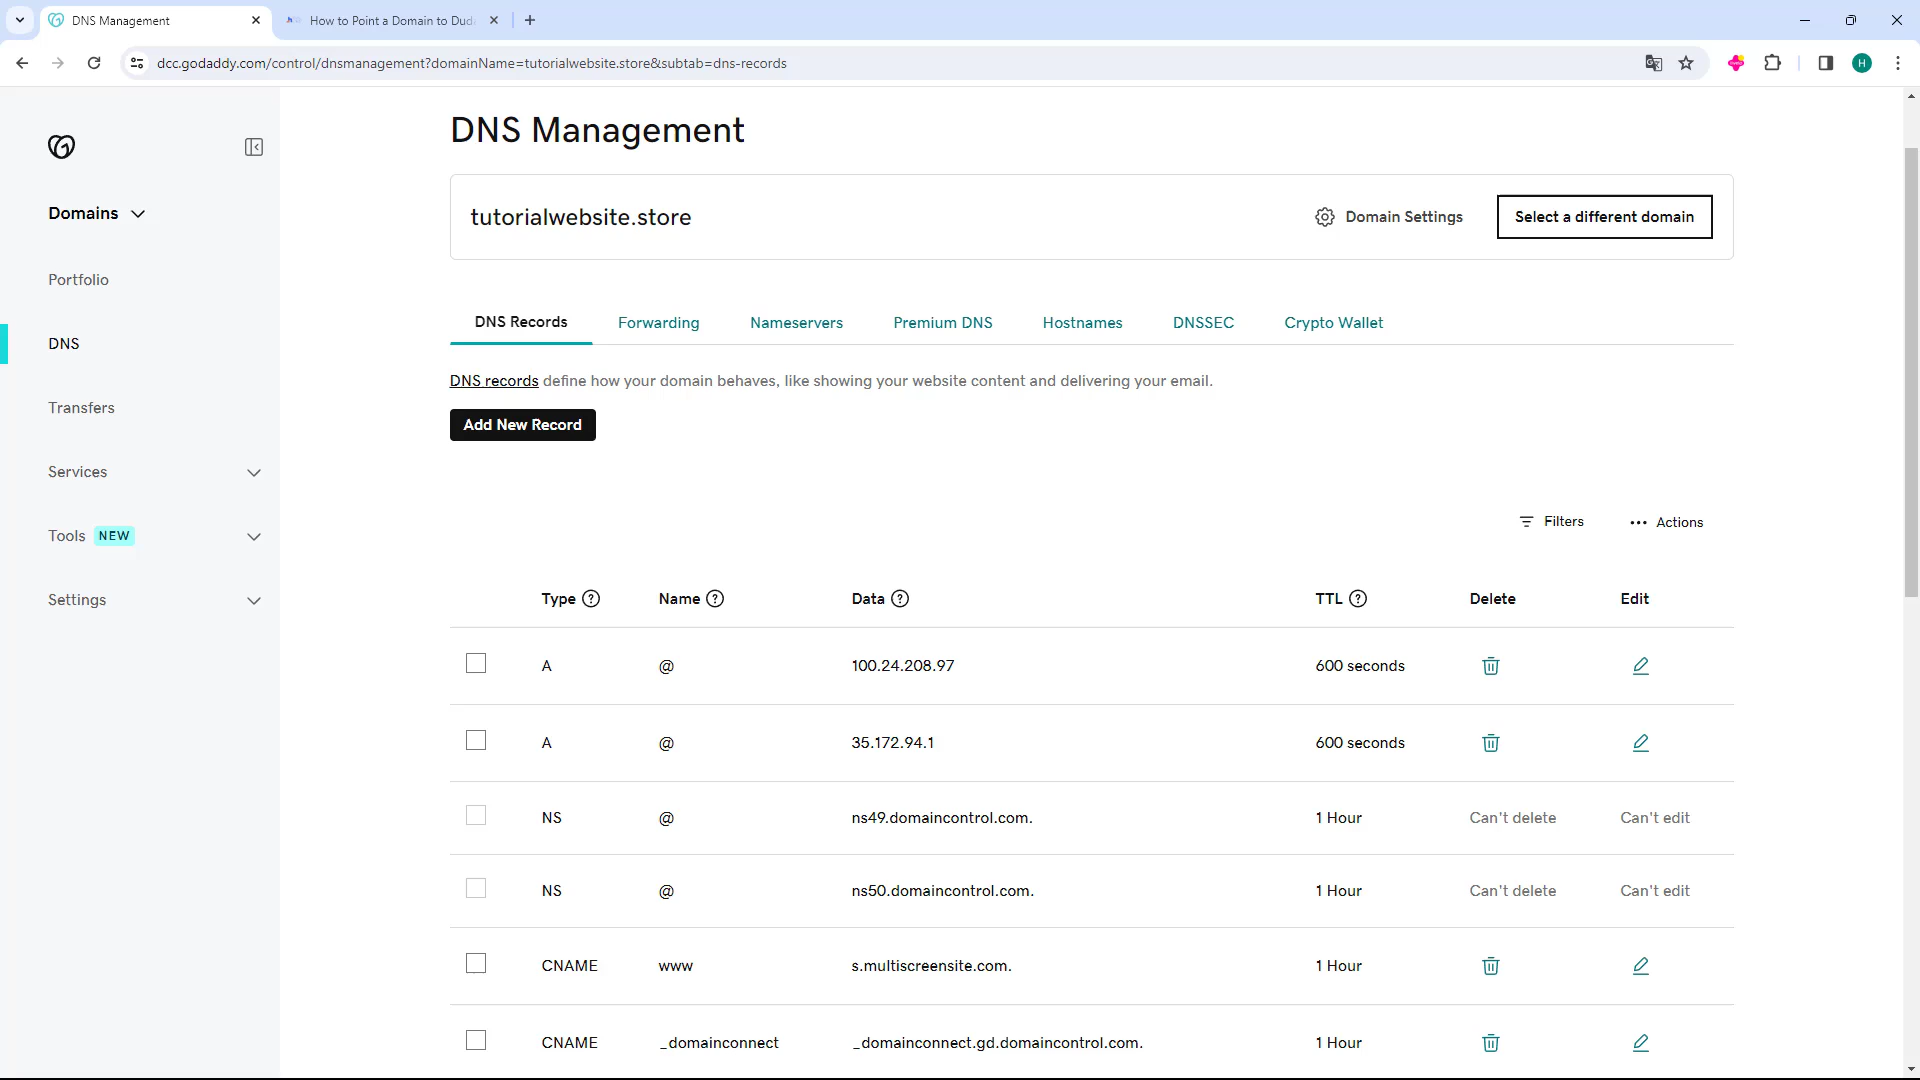 DNS Management
How to Point a Domain to Dud
dcc.godaddy.com/control/dnsmanagement?domainName=tutorialwebsite.store&subtab=dns-records
H
DNS Management
tutorialwebsite.store
Domain Settings
Select a different domain
Domains
Portfolio
DNS
Transfers
Services
Tools NEW
Settings
DNS Records Forwarding Nameservers Premium DNS Hostnames DNSSEC Crypto Wallet
DNS records define how your domain behaves, like showing your website content and delivering your email.
Add New Record
Filters ••• Actions
Type ? Name ? Data ? TTL ? Delete Edit
A @ 100.24.208.97 600 seconds
A @ 35.172.94.1 600 seconds
NS @ ns49.domaincontrol.com. 1 Hour Can't delete Can't edit
NS @ ns50.domaincontrol.com. 1 Hour Can't delete Can't edit
CNAME www s.multiscreensite.com. 1 Hour
CNAME _domainconnect _domainconnect.gd.domaincontrol.com. 1 Hour